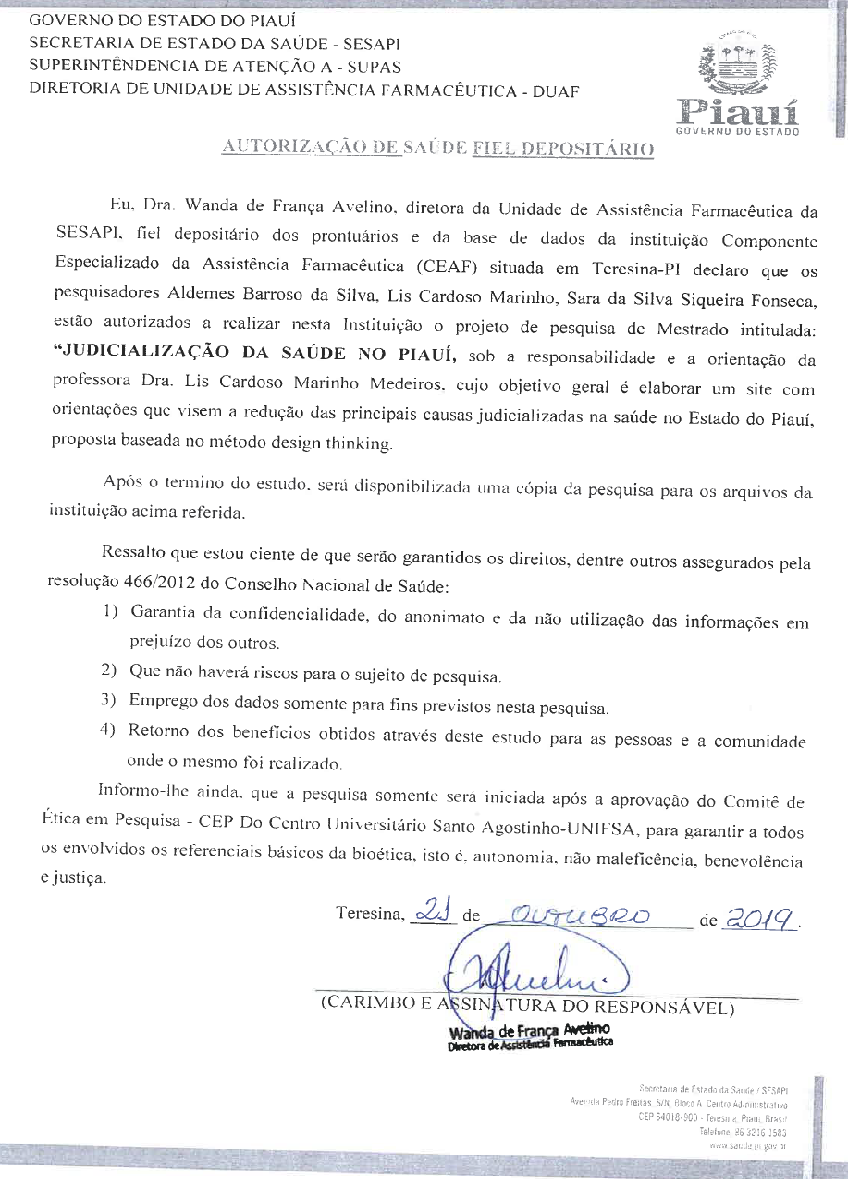 GOVERNO DO ESTADO DO PIAUÍ
SECRETARIA DE ESTADO DA SAÚDE - SESAPI
SUPERINTÊNDENCIA DE ATENÇÃO A - SUPAS
DIRETORIA DE UNIDADE DE ASSISTÊNCIA FARMACÊUTICA - DUAF
Piauí
GOVERNO DO ESTADO
AUTORIZAÇÃO DE SAÚDE FIEL DEPOSITÁRIO
Eu, Dra. Wanda de França Avelino, diretora da Unidade de Assistência Farmacêutica da
SESAPI, fiel depositário dos prontuários e da base de dados da instituição Componente
Especializado da Assistência Farmacêutica (CEAF) situada em Teresina-PI declaro que os
pesquisadores Aldemes Barroso da Silva, Lis Cardoso Marinho, Sara da Silva Siqueira Fonseca,
estão autorizados a realizar nesta Instituição o projeto de pesquisa de Mestrado intitulada:
“JUDICIALIZAÇÃO DA SAÚDE NO PIAUÍ, sob a responsabilidade e a orientação da
professora Dra. Lis Cardoso Marinho Medeiros, cujo objetivo geral é elaborar um site com
orientações que visem a redução das principais causas judicializadas na saúde no Estado do Piauí,
proposta baseada no método design thinking.
Após o termino do estudo, será disponibilizada uma cópia da pesquisa para os arquivos da
instituição acima referida.
Ressalto que estou ciente de que serão garantidos os direitos, dentre outros assegurados pela
resolução 466/2012 do Conselho Nacional de Saúde:
1) Garantia da confidencialidade, do anonimato e da não utilização das informações em
prejuízo dos outros.
2) Que não haverá riscos para o sujeito de pesquisa.
3) Emprego dos dados somente para fins previstos nesta pesquisa.
4) Retorno dos benefícios obtidos através deste estudo para as pessoas e a comunidade
onde o mesmo foi realizado.
Informo-lhe ainda, que a pesquisa somente será iniciada após a aprovação do Comitê de
Ética em Pesquisa - CEP Do Centro Universitário Santo Agostinho-UNIFSA, para garantir a todos
os envolvidos os referenciais básicos da bioética, isto é, autonomia, não maleficência, benevolência
e justiça.
Teresina, 21 de OUTUBRO de 2019.
(CARIMBO E ASSINATURA DO RESPONSÁVEL)
Wanda de França Avelino
Diretora de Assistência Farmacêutica
Secretaria de Estado da Saúde / SESAPI
Avenida Pedro Freitas, S/N, Bloco A, Centro Administrativo
CEP 64018-900 - Teresina, Piauí, Brasil
Telefone, 86 3216 3583
www.saude.pi.gov.br